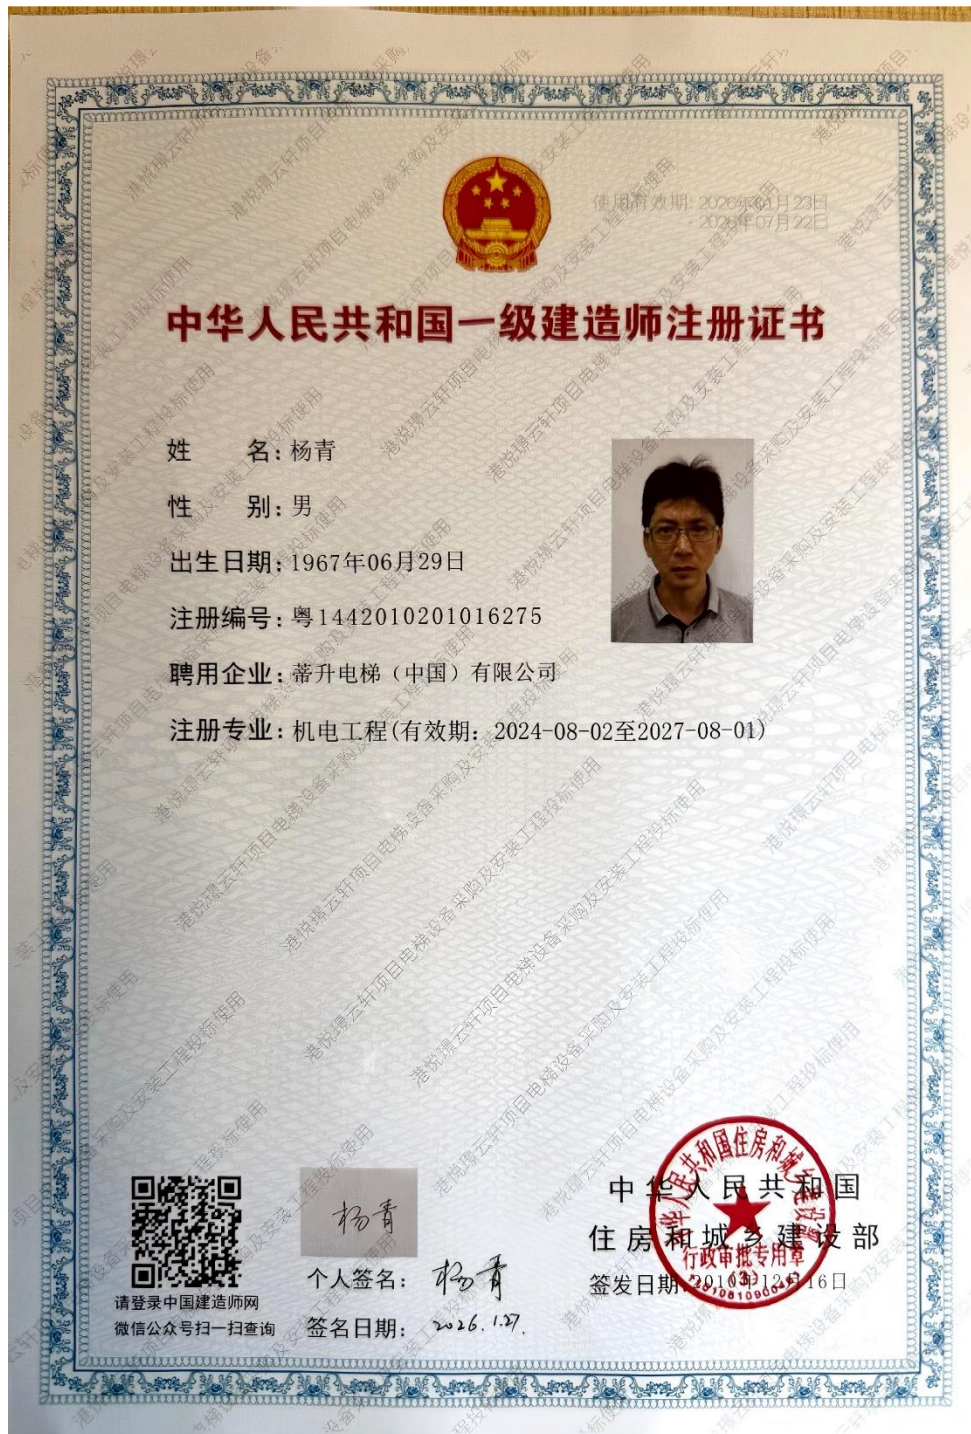 使用有效期: 2026年01月23日
2026年07月22日
中华人民共和国一级建造师注册证书
姓 名: 杨青
性 别: 男
出生日期: 1967年06月29日
注册编号: 粤1442010201016275
聘用企业: 蒂升电梯（中国）有限公司
注册专业: 机电工程(有效期: 2024-08-02至2027-08-01)
港悦璟云轩项目电梯设备采购及安装工程投标使用
中华人民共和国住房和城乡建设部
行政审批专用章
中华人民共和国
住房和城乡建设部
签发日期:2010年12月16日
杨青
个人签名: 杨青
签名日期: 2026.1.27.
请登录中国建造师网
微信公众号扫一扫查询